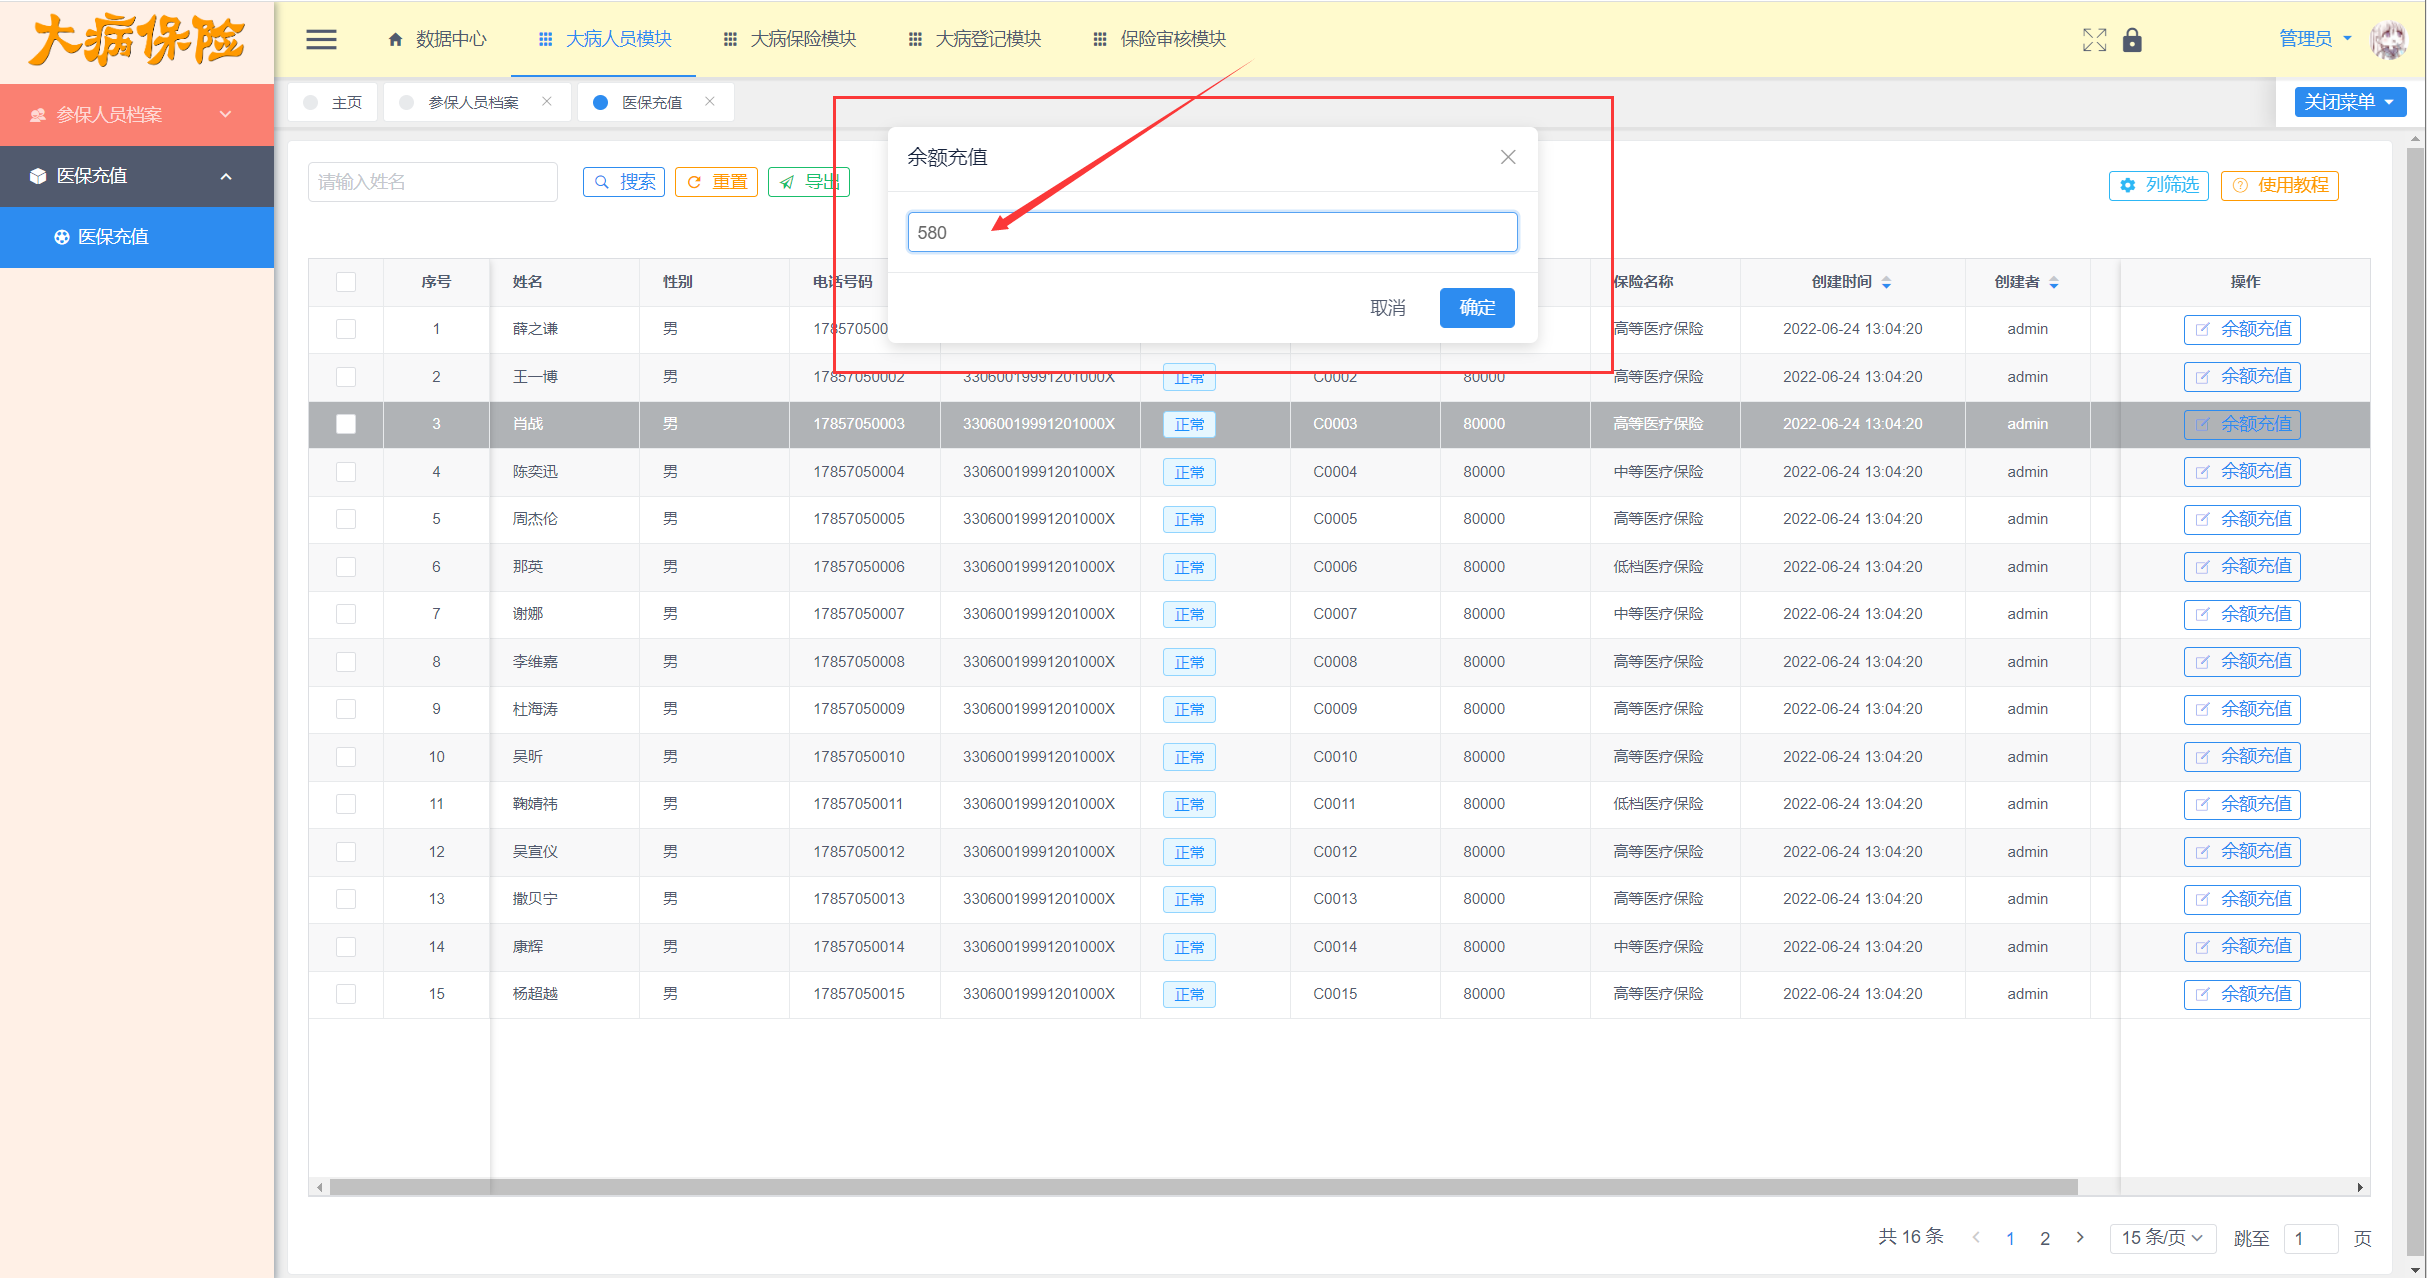 大病保险
数据中心 大病人员模块 大病保险模块 大病登记模块 保险审核模块 管理员
参保人员档案
医保充值
医保充值
主页 参保人员档案 医保充值 关闭菜单
请输入姓名 搜索 重置 导出 列筛选 使用教程
余额充值
580
取消 确定
序号 姓名 性别 电话号码 保险名称 创建时间 创建者 操作
1 薛之谦 男 178570500 高等医疗保险 2022-06-24 13:04:20 admin 余额充值
2 王一博 男 17857050002 33060019991201000X 正常 C0002 80000 高等医疗保险 2022-06-24 13:04:20 admin 余额充值
3 肖战 男 17857050003 33060019991201000X 正常 C0003 80000 高等医疗保险 2022-06-24 13:04:20 admin 余额充值
4 陈奕迅 男 17857050004 33060019991201000X 正常 C0004 80000 中等医疗保险 2022-06-24 13:04:20 admin 余额充值
5 周杰伦 男 17857050005 33060019991201000X 正常 C0005 80000 高等医疗保险 2022-06-24 13:04:20 admin 余额充值
6 那英 男 17857050006 33060019991201000X 正常 C0006 80000 低档医疗保险 2022-06-24 13:04:20 admin 余额充值
7 谢娜 男 17857050007 33060019991201000X 正常 C0007 80000 中等医疗保险 2022-06-24 13:04:20 admin 余额充值
8 李维嘉 男 17857050008 33060019991201000X 正常 C0008 80000 高等医疗保险 2022-06-24 13:04:20 admin 余额充值
9 杜海涛 男 17857050009 33060019991201000X 正常 C0009 80000 高等医疗保险 2022-06-24 13:04:20 admin 余额充值
10 吴昕 男 17857050010 33060019991201000X 正常 C0010 80000 高等医疗保险 2022-06-24 13:04:20 admin 余额充值
11 鞠婧祎 男 17857050011 33060019991201000X 正常 C0011 80000 低档医疗保险 2022-06-24 13:04:20 admin 余额充值
12 吴宣仪 男 17857050012 33060019991201000X 正常 C0012 80000 高等医疗保险 2022-06-24 13:04:20 admin 余额充值
13 撒贝宁 男 17857050013 33060019991201000X 正常 C0013 80000 高等医疗保险 2022-06-24 13:04:20 admin 余额充值
14 康辉 男 17857050014 33060019991201000X 正常 C0014 80000 中等医疗保险 2022-06-24 13:04:20 admin 余额充值
15 杨超越 男 17857050015 33060019991201000X 正常 C0015 80000 高等医疗保险 2022-06-24 13:04:20 admin 余额充值
共 16 条 1 2 15 条/页 跳至 1 页